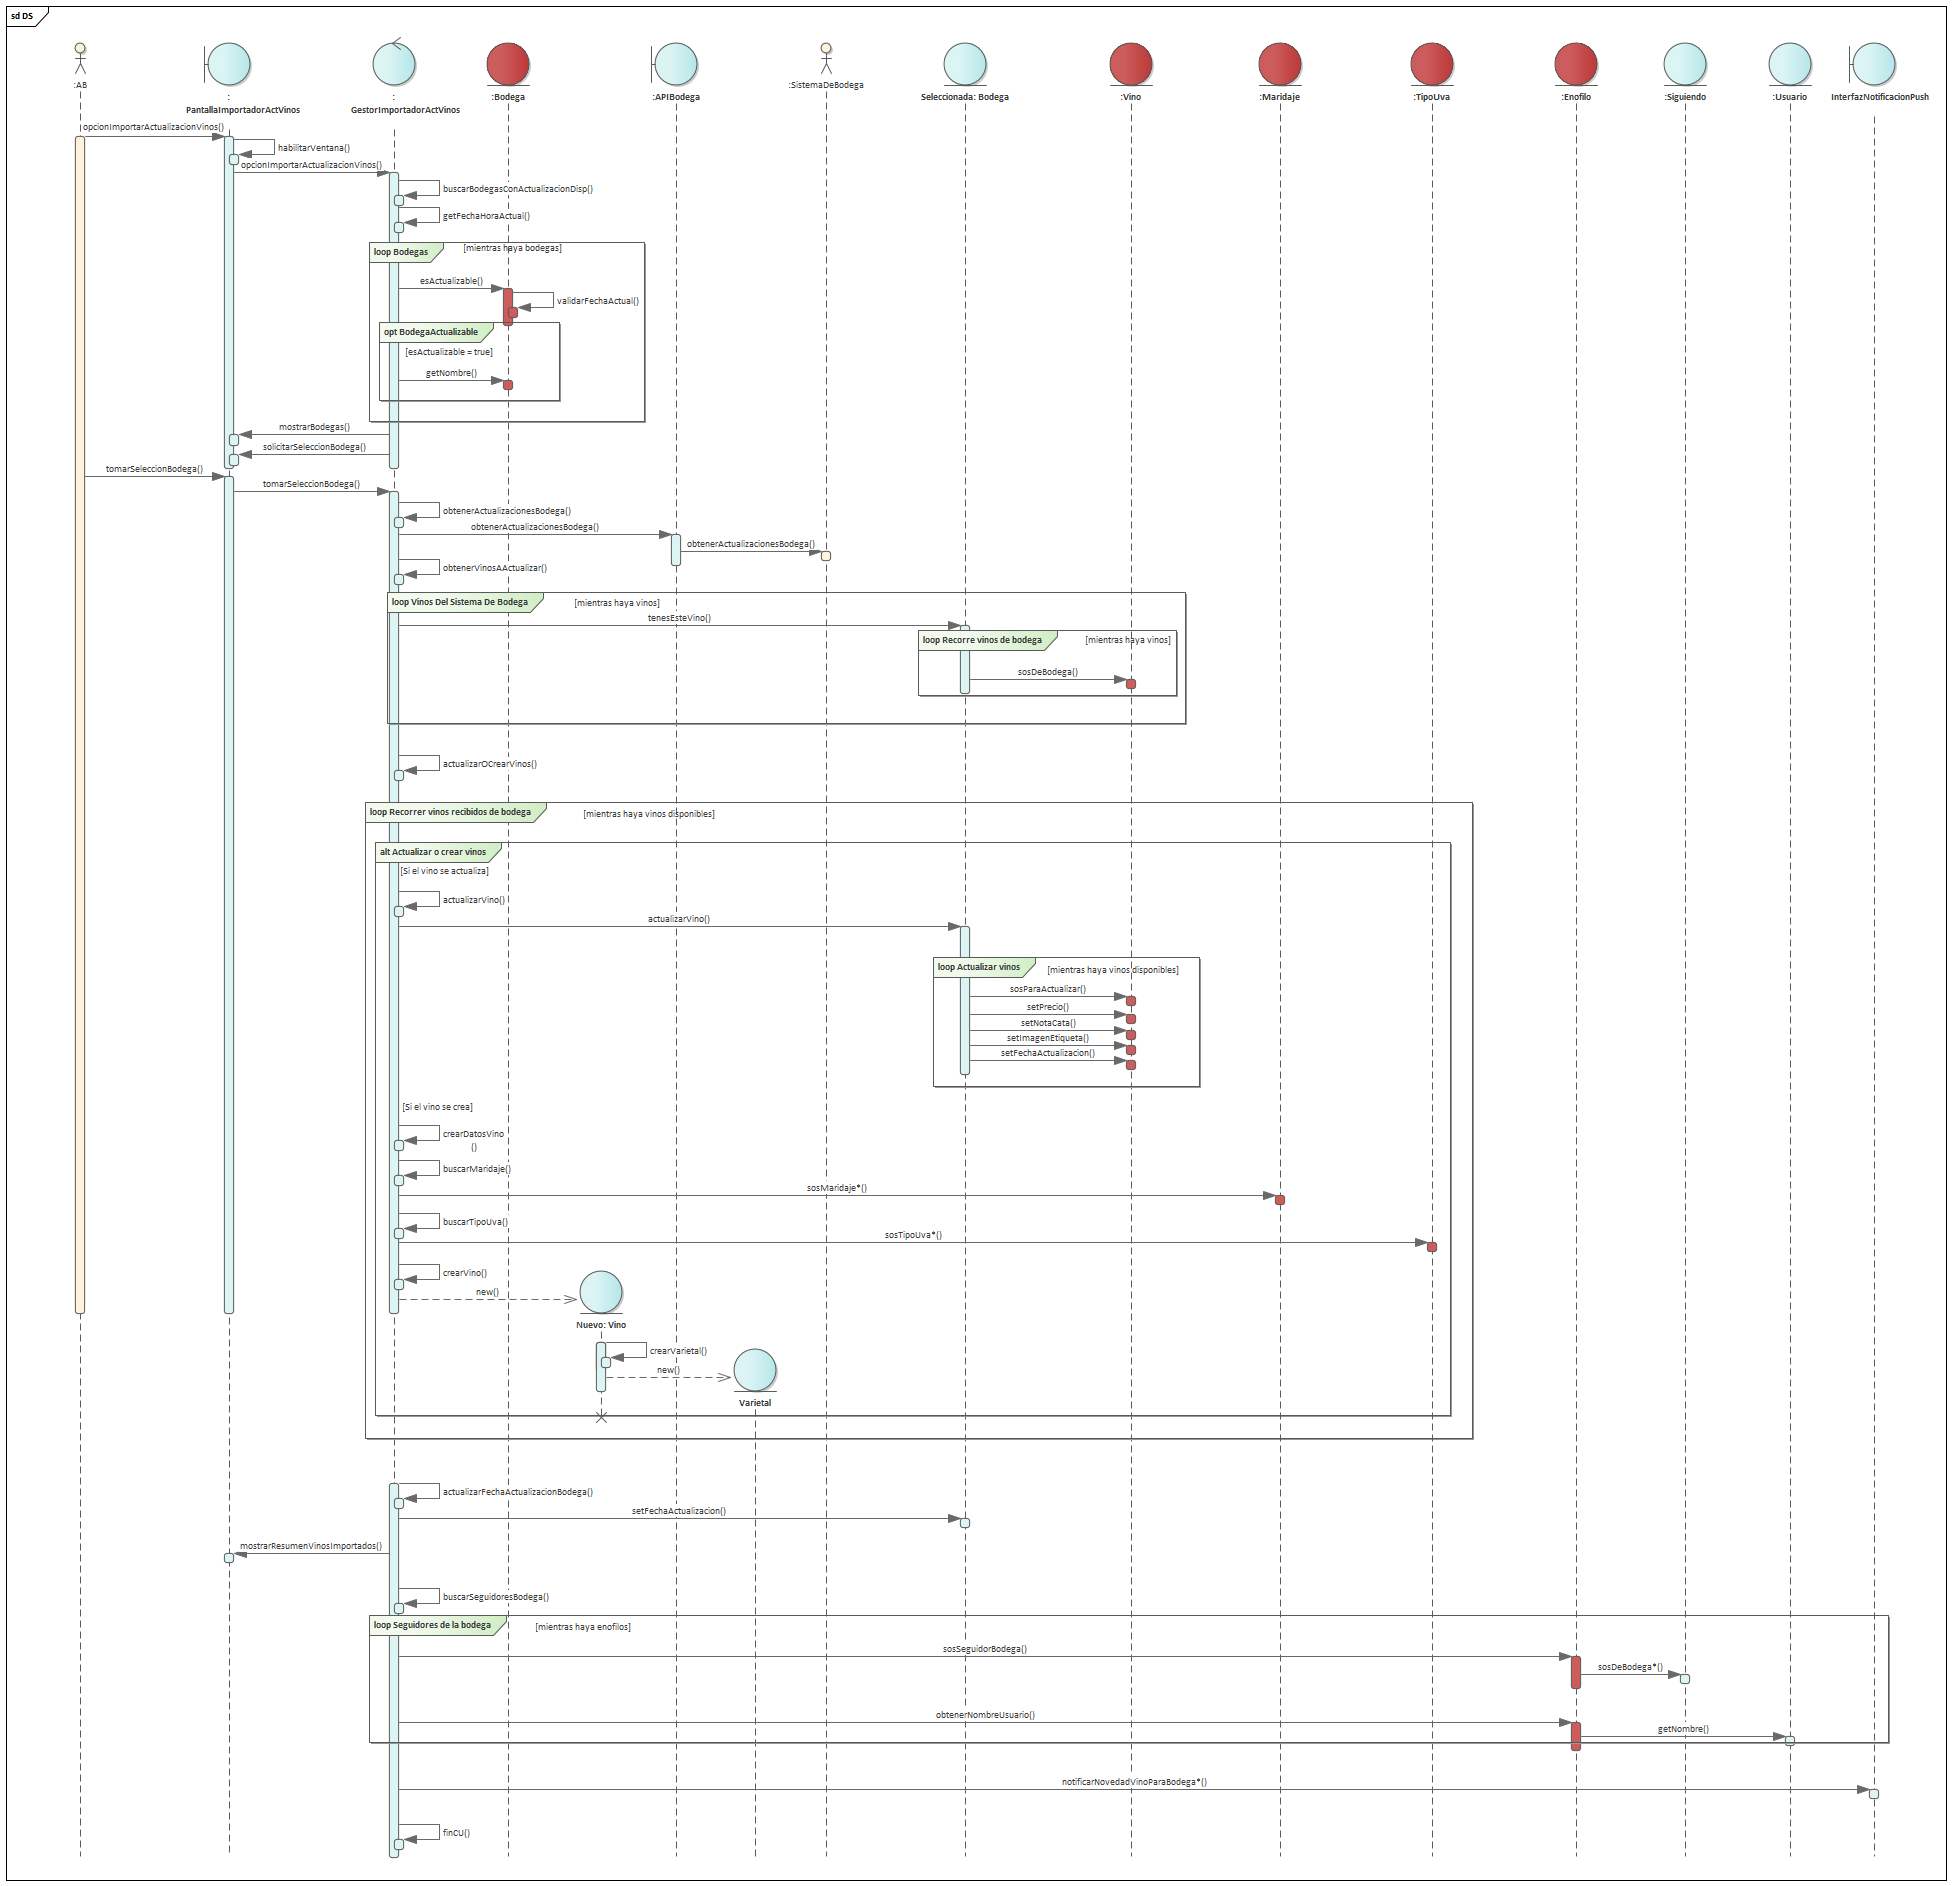 sd DS
:AB
:
PantallaImportadorActVinos
:
GestorImportadorActVinos
:Bodega
:APIBodega
:SistemaDeBodega
Seleccionada: Bodega
:Vino
:Maridaje
:TipoUva
:Enofilo
:Siguiendo
:Usuario
InterfazNotificacionPush
opcionImportarActualizacionVinos()
habilitarVentana()
opcionImportarActualizacionVinos()
buscarBodegasConActualizacionDisp()
getFechaHoraActual()
loop Bodegas
[mientras haya bodegas]
esActualizable()
validarFechaActual()
opt BodegaActualizable
[esActualizable = true]
getNombre()
mostrarBodegas()
solicitarSeleccionBodega()
tomarSeleccionBodega()
tomarSeleccionBodega()
obtenerActualizacionesBodega()
obtenerActualizacionesBodega()
obtenerActualizacionesBodega()
obtenerVinosAActualizar()
loop Vinos Del Sistema De Bodega
[mientras haya vinos]
tenesEsteVino()
loop Recorre vinos de bodega
[mientras haya vinos]
sosDeBodega()
actualizarOCrearVinos()
loop Recorrer vinos recibidos de bodega
[mientras haya vinos disponibles]
alt Actualizar o crear vinos
[Si el vino se actualiza]
actualizarVino()
actualizarVino()
loop Actualizar vinos
[mientras haya vinos disponibles]
sosParaActualizar()
setPrecio()
setNotaCata()
setImagenEtiqueta()
setFechaActualizacion()
[Si el vino se crea]
crearDatosVino
()
buscarMaridaje()
sosMaridaje*()
buscarTipoUva()
sosTipoUva*()
crearVino()
new()
Nuevo: Vino
crearVarietal()
new()
Varietal
actualizarFechaActualizacionBodega()
setFechaActualizacion()
mostrarResumenVinosImportados()
buscarSeguidoresBodega()
loop Seguidores de la bodega
[mientras haya enofilos]
sosSeguidorBodega()
sosDeBodega*()
obtenerNombreUsuario()
getNombre()
notificarNovedadVinoParaBodega*()
finCU()